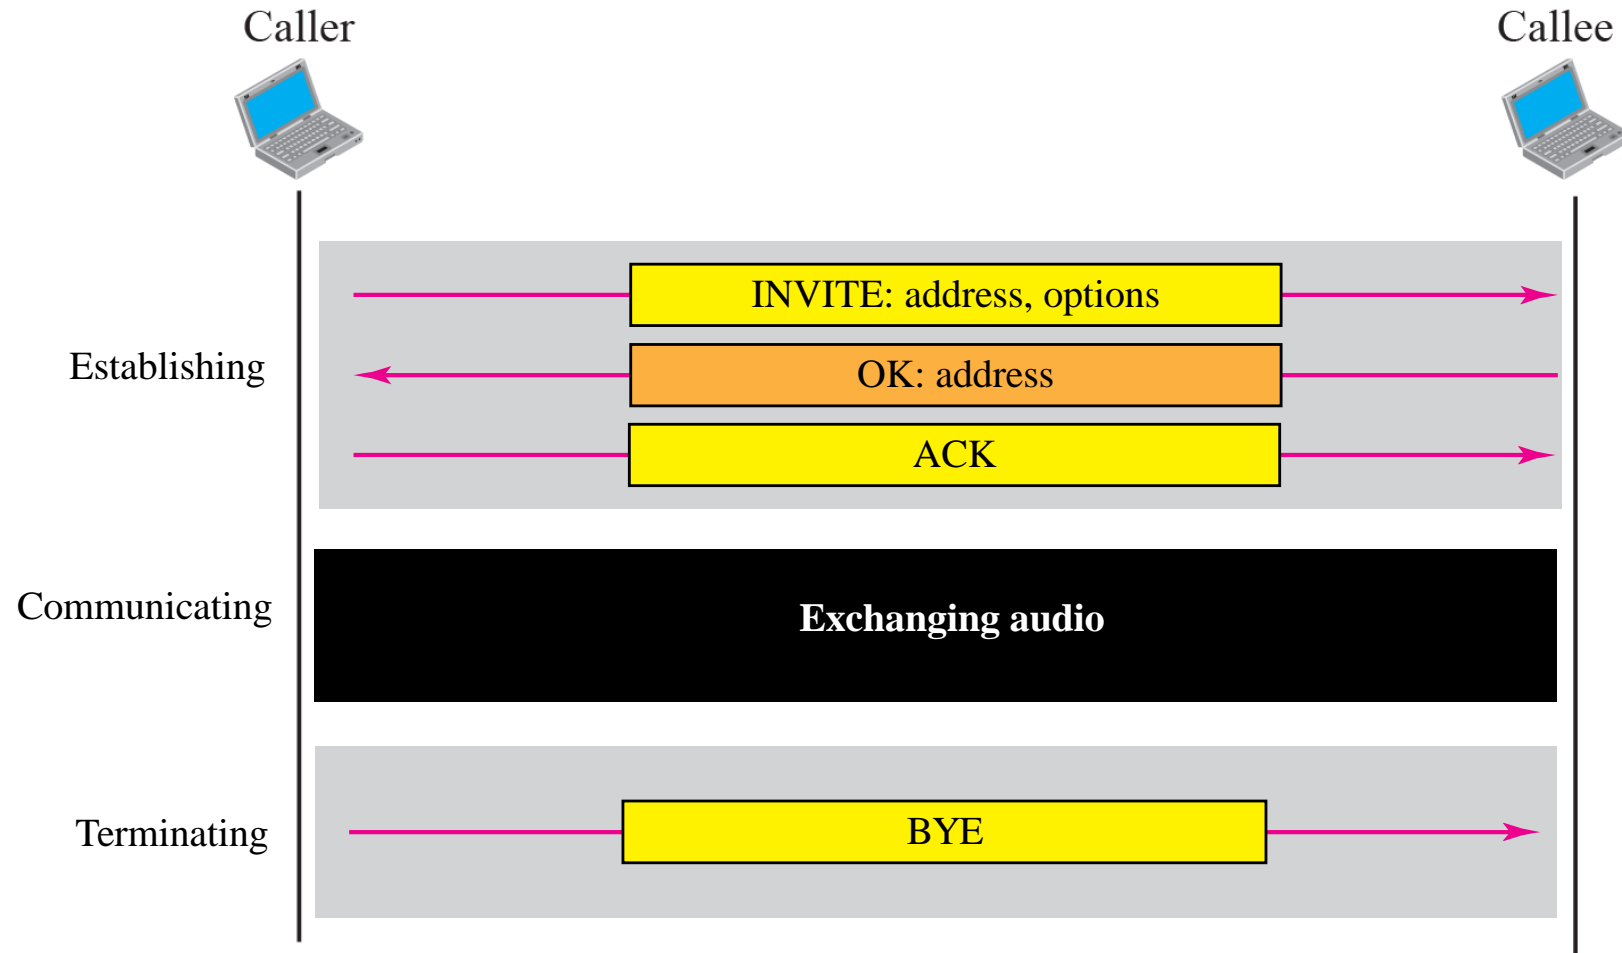 Caller
Callee
INVITE: address, options
Establishing
OK: address
ACK
Communicating
Exchanging audio
Terminating
BYE